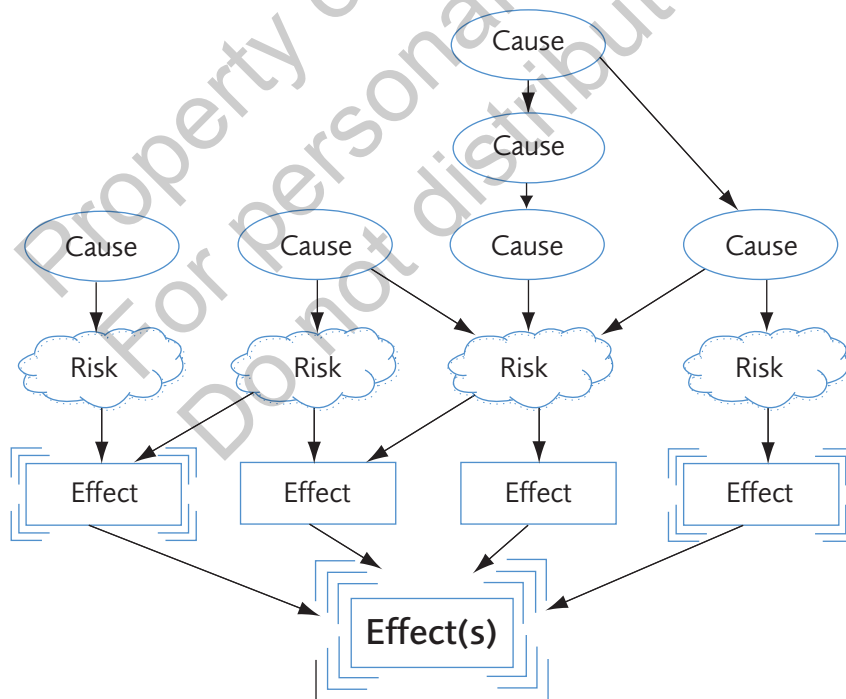 Property o
For personal
Do not distribut
Cause
Cause
Cause
Cause
Cause
Cause
Risk
Risk
Risk
Risk
Effect
Effect
Effect
Effect
Effect(s)